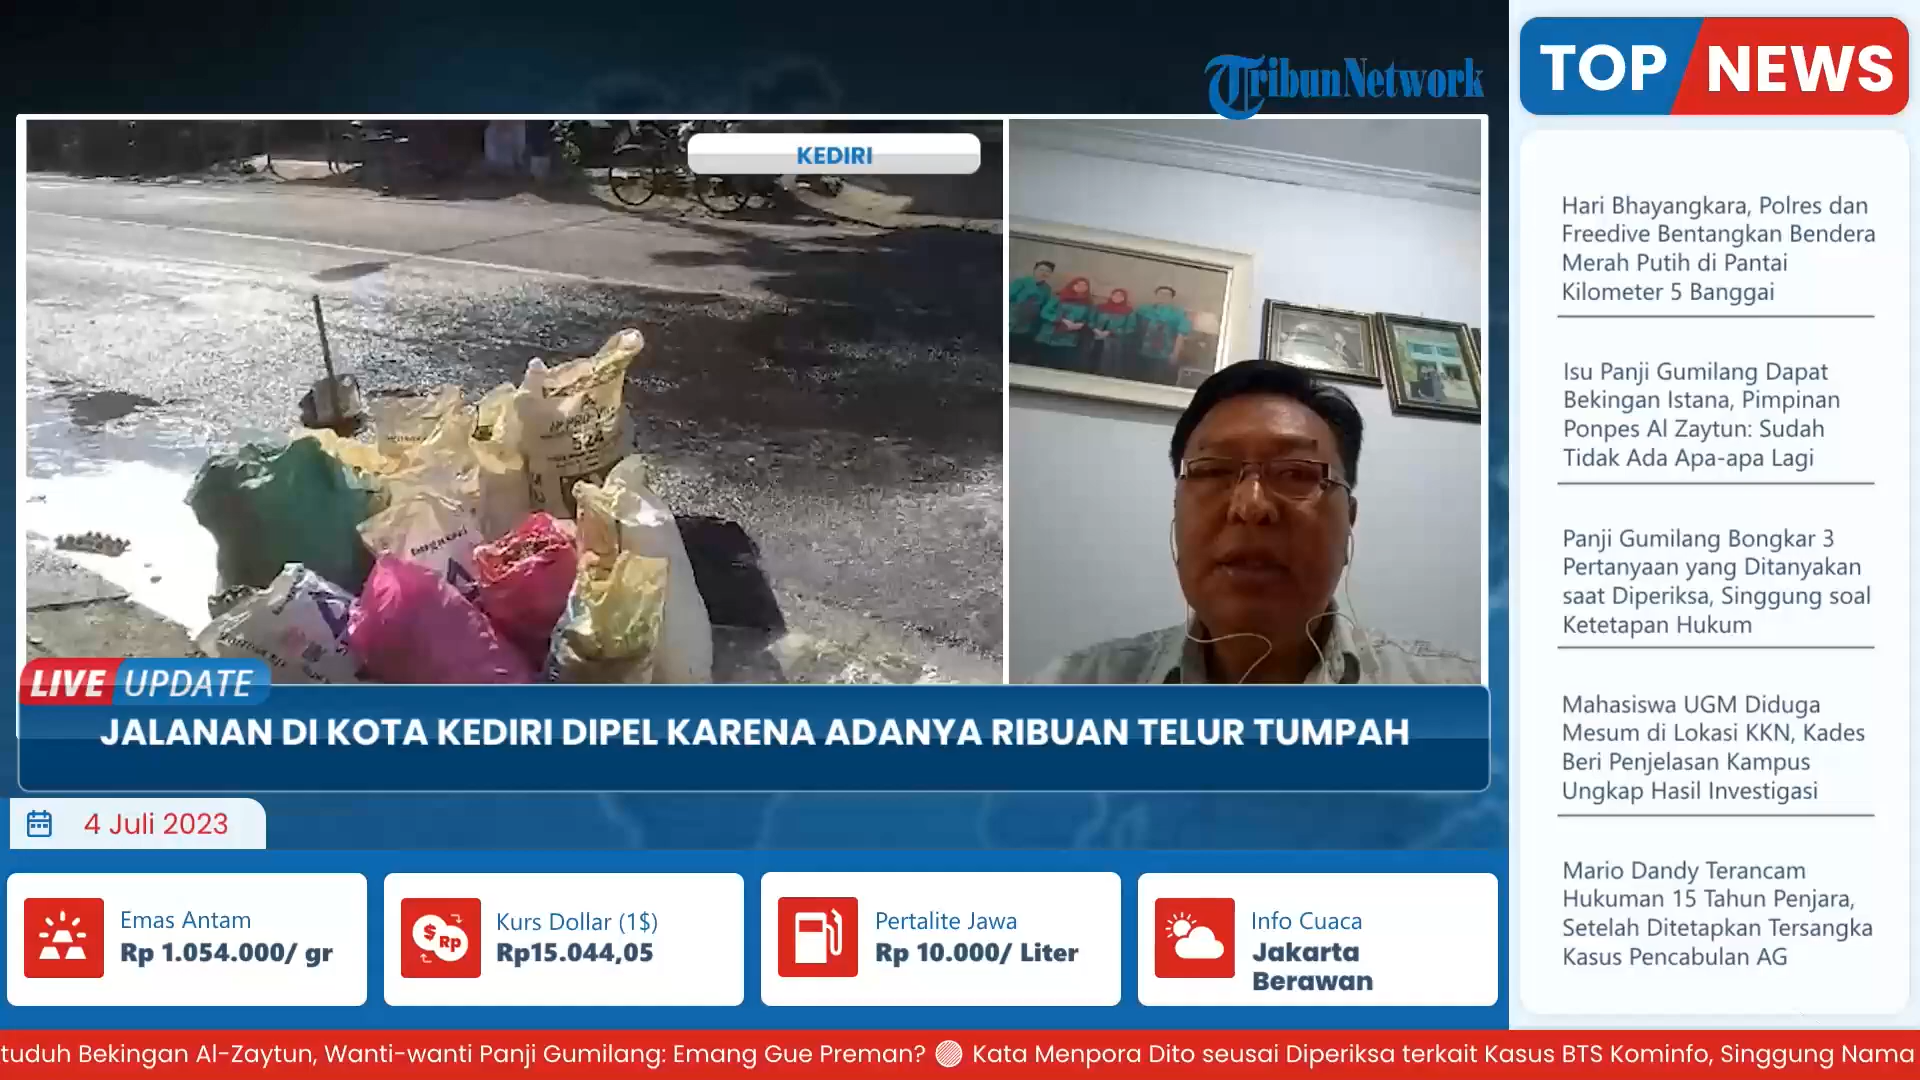 TribunNetwork
KEDIRI
524
LIVE UPDATE
JALANAN DI KOTA KEDIRI DIPEL KARENA ADANYA RIBUAN TELUR TUMPAH
4 Juli 2023
Emas Antam
Rp 1.054.000/ gr
Kurs Dollar (1$)
Rp15.044,05
Pertalite Jawa
Rp 10.000/ Liter
Info Cuaca
Jakarta
Berawan
TOP NEWS
Hari Bhayangkara, Polres dan
Freedive Bentangkan Bendera
Merah Putih di Pantai
Kilometer 5 Banggai
Isu Panji Gumilang Dapat
Bekingan Istana, Pimpinan
Ponpes Al Zaytun: Sudah
Tidak Ada Apa-apa Lagi
Panji Gumilang Bongkar 3
Pertanyaan yang Ditanyakan
saat Diperiksa, Singgung soal
Ketetapan Hukum
Mahasiswa UGM Diduga
Mesum di Lokasi KKN, Kades
Beri Penjelasan Kampus
Ungkap Hasil Investigasi
Mario Dandy Terancam
Hukuman 15 Tahun Penjara,
Setelah Ditetapkan Tersangka
Kasus Pencabulan AG
tuduh Bekingan Al-Zaytun, Wanti-wanti Panji Gumilang: Emang Gue Preman? Kata Menpora Dito seusai Diperiksa terkait Kasus BTS Kominfo, Singgung Nama